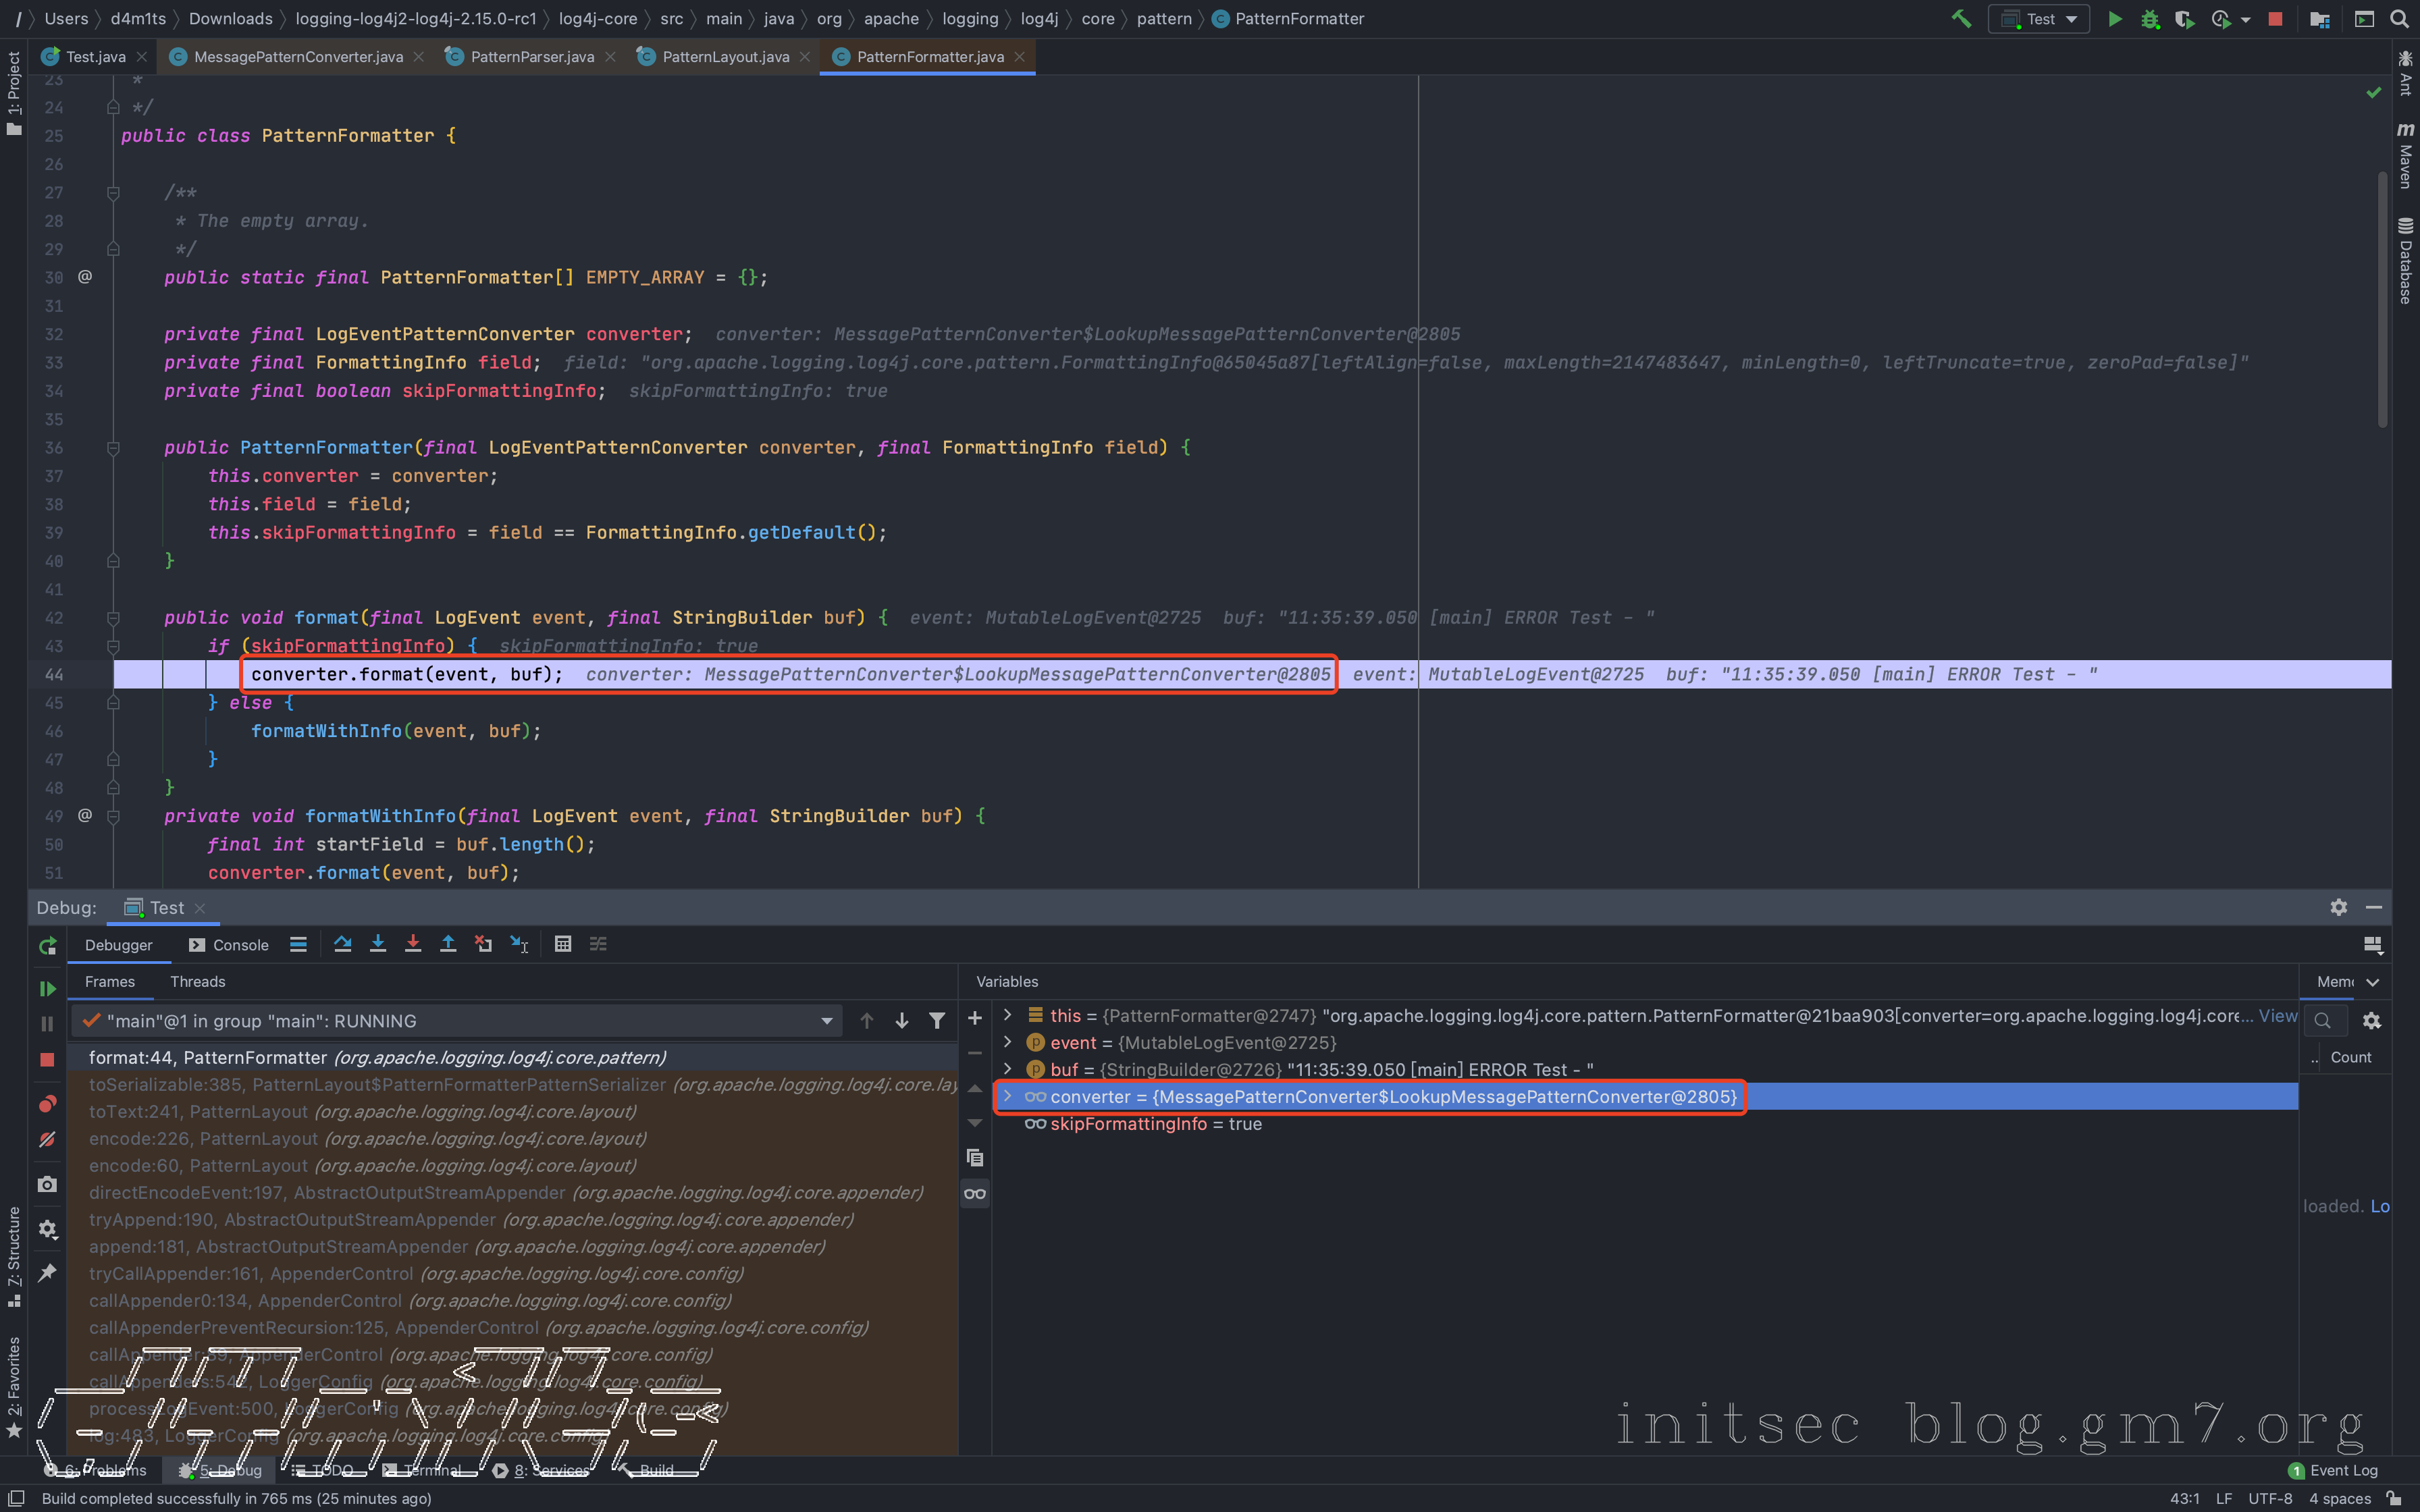 / Users d4m1ts Downloads logging-log4j2-log4j-2.15.0-rc1 log4j-core src main java org apache logging log4j core pattern PatternFormatter
Test
Test.java MessagePatternConverter.java PatternParser.java PatternLayout.java PatternFormatter.java
1: Project
Ant
Maven
Database
7: Structure
2: Favorites
23 *
24 */
25 public class PatternFormatter {
26
27 /**
28 * The empty array.
29 */
30 @ public static final PatternFormatter[] EMPTY_ARRAY = {};
31
32 private final LogEventPatternConverter converter; converter: MessagePatternConverter$LookupMessagePatternConverter@2805
33 private final FormattingInfo field; field: "org.apache.logging.log4j.core.pattern.FormattingInfo@65045a87[leftAlign=false, maxLength=2147483647, minLength=0, leftTruncate=true, zeroPad=false]"
34 private final boolean skipFormattingInfo; skipFormattingInfo: true
35
36 public PatternFormatter(final LogEventPatternConverter converter, final FormattingInfo field) {
37 this.converter = converter;
38 this.field = field;
39 this.skipFormattingInfo = field == FormattingInfo.getDefault();
40 }
41
42 public void format(final LogEvent event, final StringBuilder buf) { event: MutableLogEvent@2725 buf: "11:35:39.050 [main] ERROR Test - "
43 if (skipFormattingInfo) { skipFormattingInfo: true
44 converter.format(event, buf); converter: MessagePatternConverter$LookupMessagePatternConverter@2805 event: MutableLogEvent@2725 buf: "11:35:39.050 [main] ERROR Test - "
45 } else {
46 formatWithInfo(event, buf);
47 }
48 }
49 @ private void formatWithInfo(final LogEvent event, final StringBuilder buf) {
50 final int startField = buf.length();
51 converter.format(event, buf);
Debug: Test
Debugger Console
Frames Threads
Variables
Mem
"main"@1 in group "main": RUNNING
format:44, PatternFormatter (org.apache.logging.log4j.core.pattern)
toSerializable:385, PatternLayout$PatternFormatterPatternSerializer (org.apache.logging.log4j.core.lay
toText:241, PatternLayout (org.apache.logging.log4j.core.layout)
encode:226, PatternLayout (org.apache.logging.log4j.core.layout)
encode:60, PatternLayout (org.apache.logging.log4j.core.layout)
directEncodeEvent:197, AbstractOutputStreamAppender (org.apache.logging.log4j.core.appender)
tryAppend:190, AbstractOutputStreamAppender (org.apache.logging.log4j.core.appender)
append:181, AbstractOutputStreamAppender (org.apache.logging.log4j.core.appender)
tryCallAppender:161, AppenderControl (org.apache.logging.log4j.core.config)
callAppender0:134, AppenderControl (org.apache.logging.log4j.core.config)
callAppenderPreventRecursion:125, AppenderControl (org.apache.logging.log4j.core.config)
callAppender:89, AppenderControl (org.apache.logging.log4j.core.config)
callAppenders:542, LoggerConfig (org.apache.logging.log4j.core.config)
processLogEvent:500, LoggerConfig (org.apache.logging.log4j.core.config)
log:483, LoggerConfig (org.apache.logging.log4j.core.config)
this = {PatternFormatter@2747} "org.apache.logging.log4j.core.pattern.PatternFormatter@21baa903[converter=org.apache.logging.log4j.core... View
event = {MutableLogEvent@2725}
buf = {StringBuilder@2726} "11:35:39.050 [main] ERROR Test - "
converter = {MessagePatternConverter$LookupMessagePatternConverter@2805}
skipFormattingInfo = true
.. Count
loaded. Lo
initsec blog.gm7.org
6: Problems 5: Debug TODO Terminal 8: Services Build
1 Event Log
Build completed successfully in 765 ms (25 minutes ago)
43:1 LF UTF-8 4 spaces